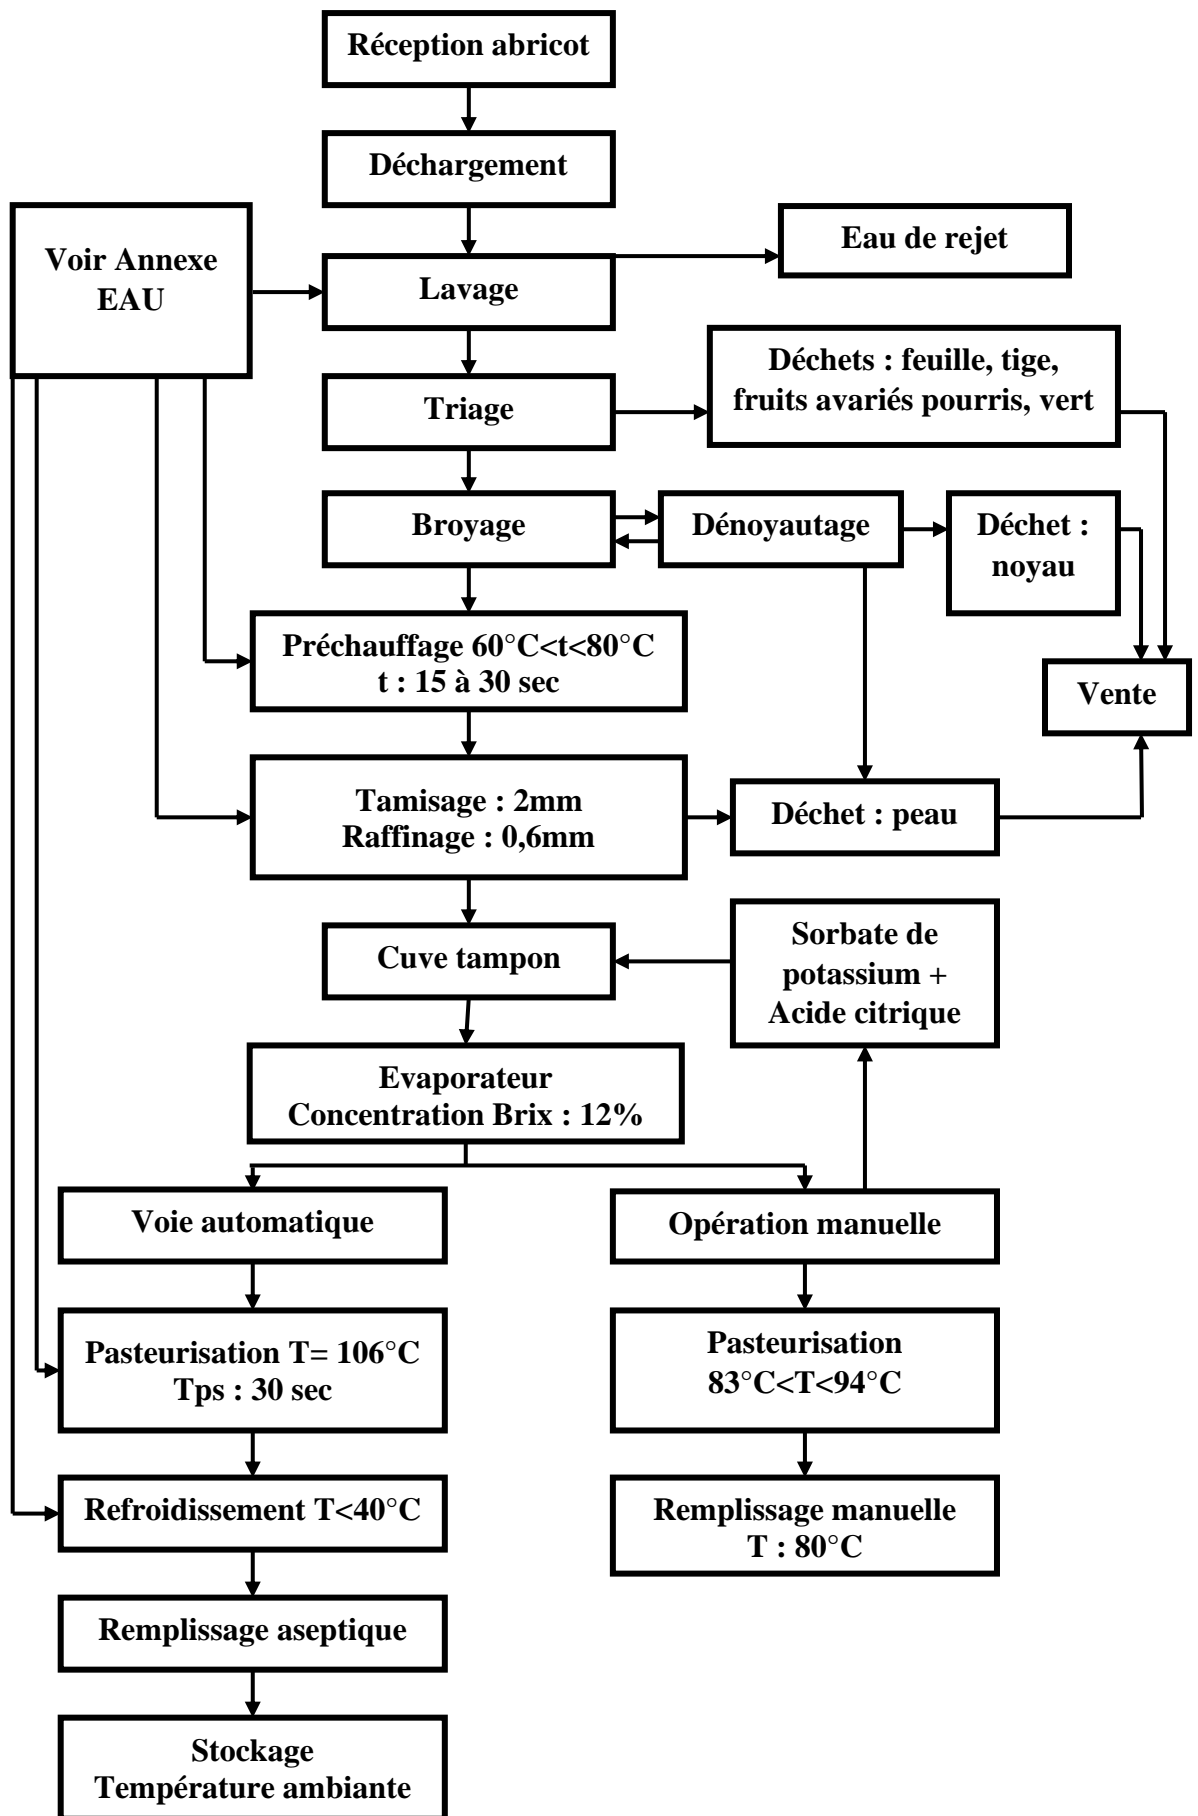 Réception abricot
Déchargement
Voir Annexe
EAU
Eau de rejet
Lavage
Déchets : feuille, tige,
fruits avariés pourris, vert
Triage
Broyage
Dénoyautage
Déchet :
noyau
Préchauffage 60°C<t<80°C
t : 15 à 30 sec
Vente
Tamisage : 2mm
Raffinage : 0,6mm
Déchet : peau
Cuve tampon
Sorbate de
potassium +
Acide citrique
Evaporateur
Concentration Brix : 12%
Voie automatique
Opération manuelle
Pasteurisation T= 106°C
Tps : 30 sec
Pasteurisation
83°C<T<94°C
Refroidissement T<40°C
Remplissage manuelle
T : 80°C
Remplissage aseptique
Stockage
Température ambiante